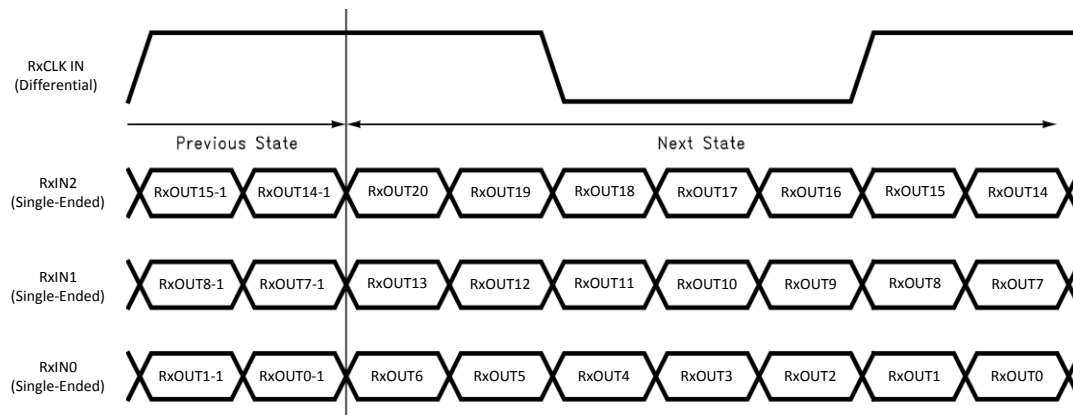 RxCLK IN
(Differential)
Previous State
Next State
RxIN2
(Single-Ended)
RxOUT15-1 RxOUT14-1 RxOUT20 RxOUT19 RxOUT18 RxOUT17 RxOUT16 RxOUT15 RxOUT14
RxIN1
(Single-Ended)
RxOUT8-1 RxOUT7-1 RxOUT13 RxOUT12 RxOUT11 RxOUT10 RxOUT9 RxOUT8 RxOUT7
RxIN0
(Single-Ended)
RxOUT1-1 RxOUT0-1 RxOUT6 RxOUT5 RxOUT4 RxOUT3 RxOUT2 RxOUT1 RxOUT0